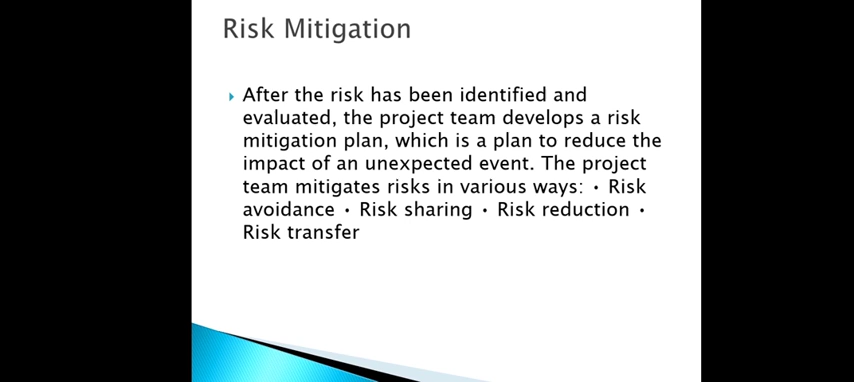 Risk Mitigation
After the risk has been identified and
evaluated, the project team develops a risk
mitigation plan, which is a plan to reduce the
impact of an unexpected event. The project
team mitigates risks in various ways: • Risk
avoidance • Risk sharing • Risk reduction •
Risk transfer